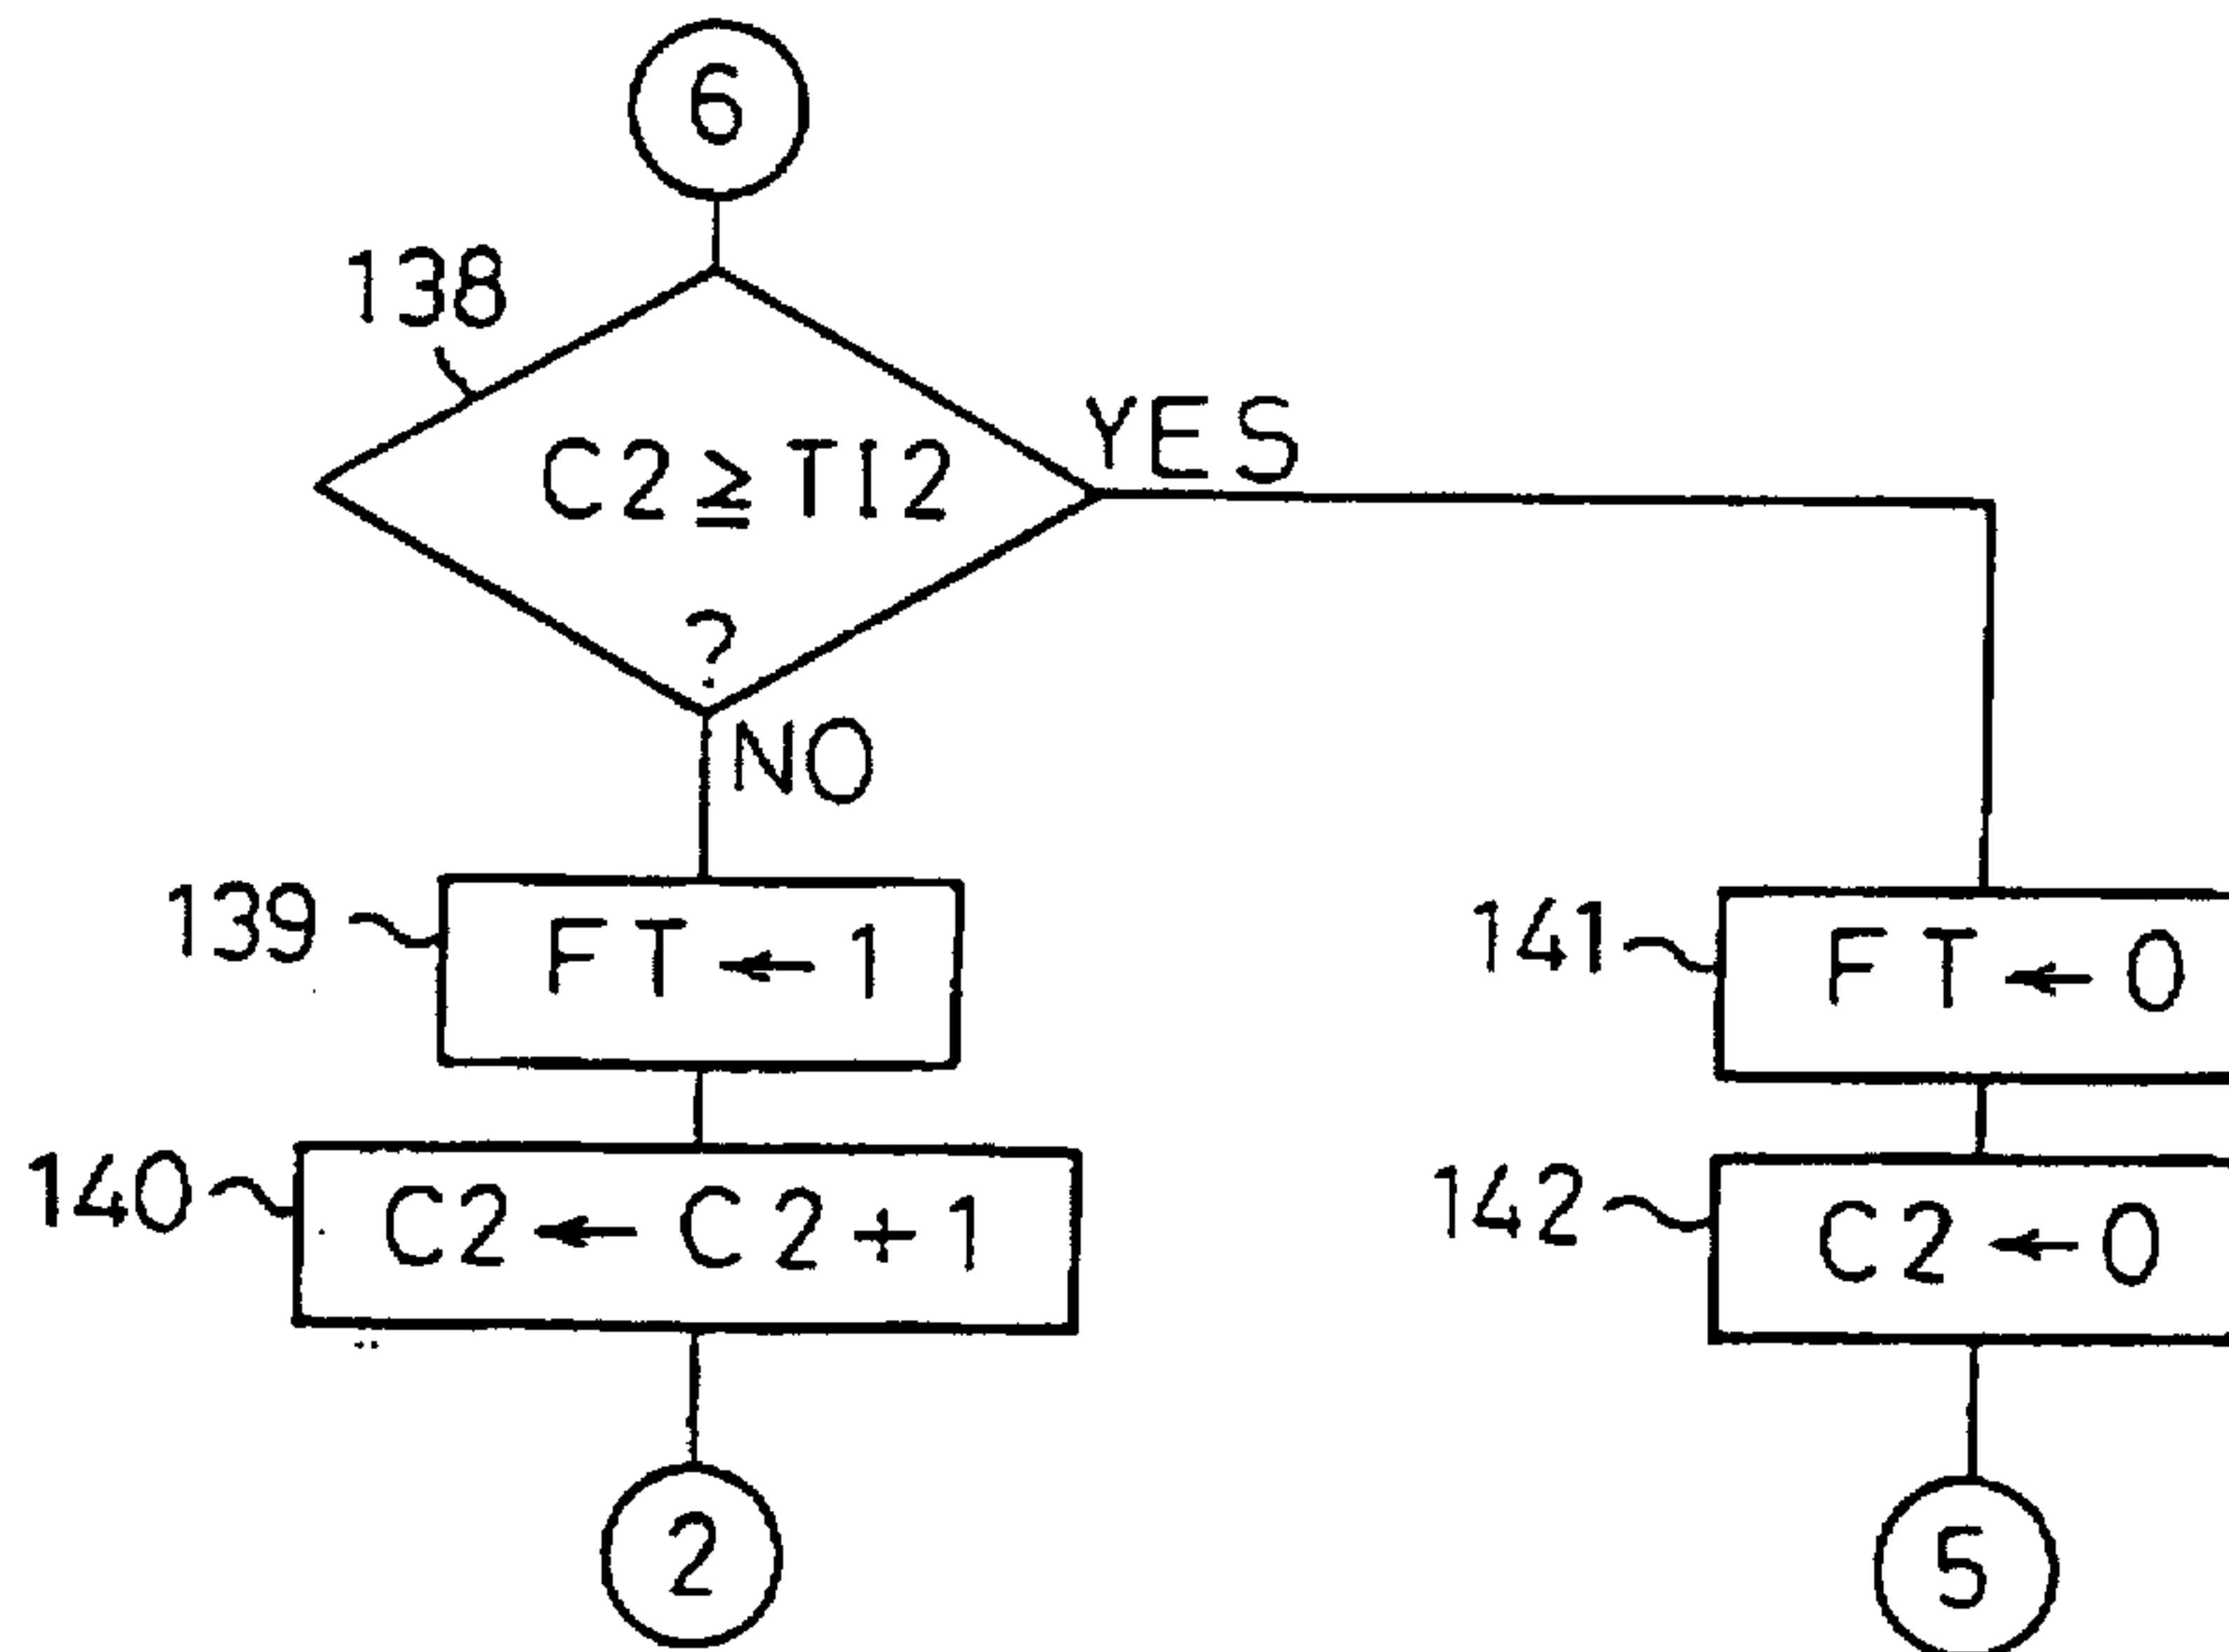 6
138
C2≧TI2
?
YES
NO
139
FT←1
141
FT←0
140
C2←C2+1
142
C2←0
2
5